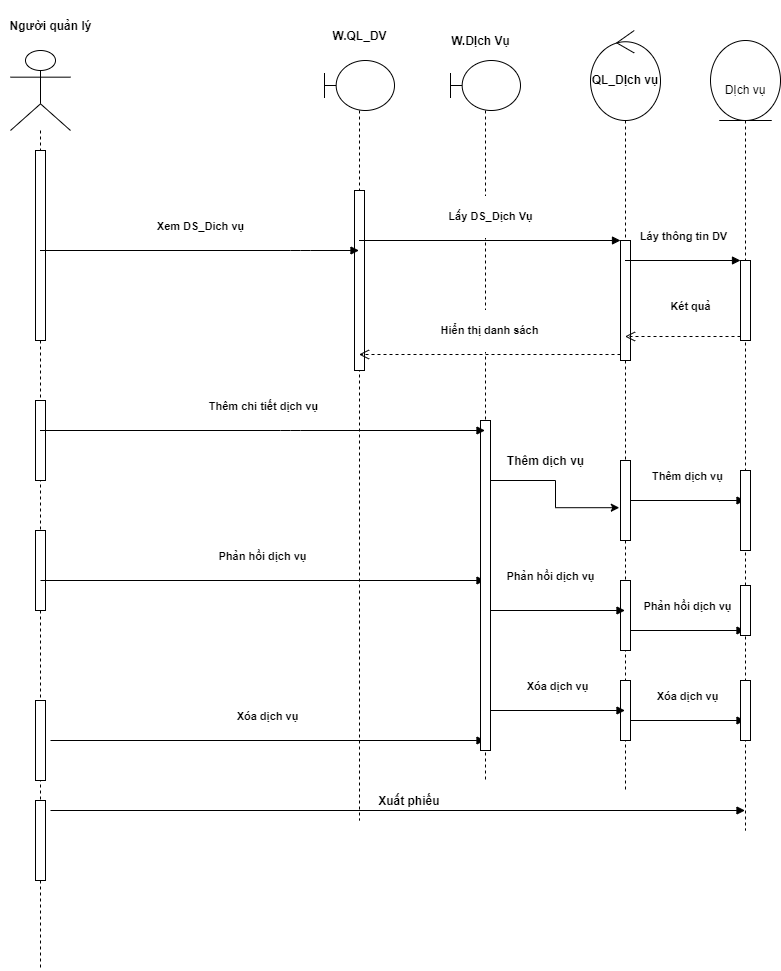 Người quản lý
W.QL_DV
W.Dịch Vụ
QL_Dịch vụ
Dịch vụ
Xem DS_Dich vụ
Lấy DS_Dịch Vụ
Láy thông tin DV
Két quả
Hiển thị danh sách
Thêm chi tiết dịch vụ
Thêm dịch vụ
Thêm dịch vụ
Phản hồi dịch vụ
Phản hồi dịch vụ
Phản hồi dịch vụ
Xóa dịch vụ
Xóa dịch vụ
Xóa dịch vụ
Xuất phiếu